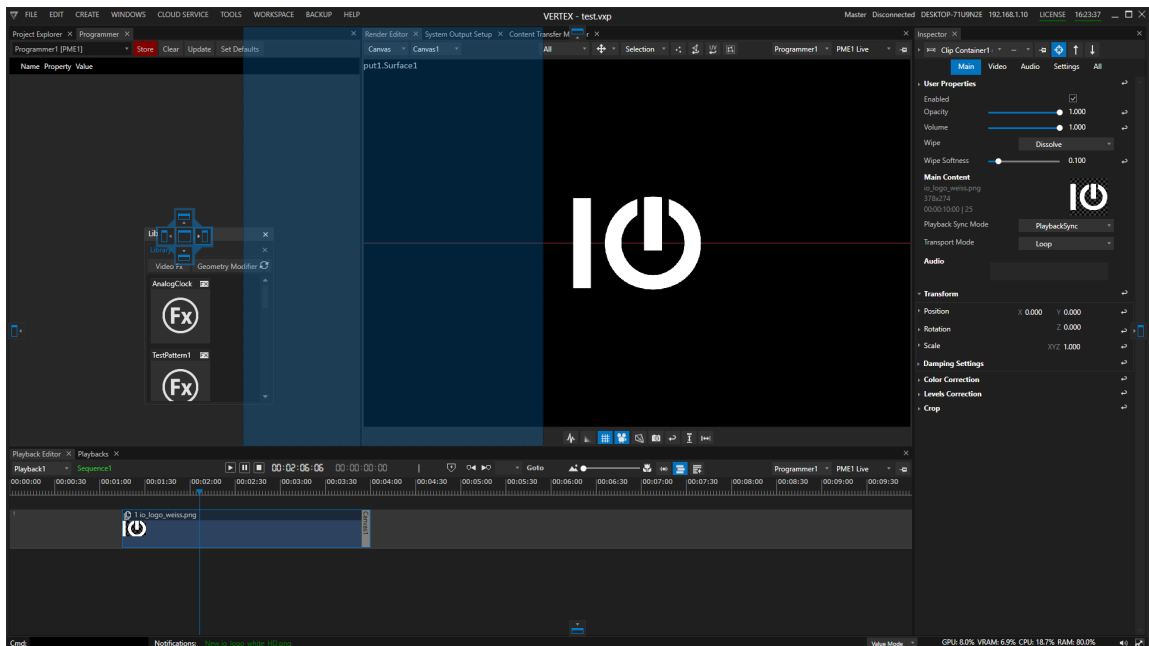 FILE EDIT CREATE WINDOWS CLOUD SERVICE TOOLS WORKSPACE BACKUP HELP VERTEX - test.vxp Master Disconnected DESKTOP-71U9N2E 192.168.1.10 LICENSE 16:23:37
Project Explorer Programmer Render Editor System Output Setup Content Transfer M r Inspector
Programmer1 [PME1] Store Clear Update Set Defaults Canvas Canvas1 All Selection UV Programmer1 PME1 Live Clip Container1
Name Property Value
put1.Surface1
Main Video Audio Settings All
User Properties
Enabled
Opacity 1.000
Volume 1.000
Wipe Dissolve
Wipe Softness 0.100
Main Content
io_logo_weiss.png
378x274
00:00:10:00 | 25
Playback Sync Mode PlaybackSync
Transport Mode Loop
Audio
Transform
Position X 0.000 Y 0.000
Rotation Z 0.000
Scale XYZ 1.000
Damping Settings
Color Correction
Levels Correction
Crop
Lib
Library
Video Fx Geometry Modifier
AnalogClock FX
Fx
TestPattern1 FX
Fx
Playback Editor Playbacks
Playback1 Sequence1 00:02:06:06 00:00:00:00 Goto Programmer1 PME1 Live
00:00:00 00:00:30 00:01:00 00:01:30 00:02:00 00:02:30 00:03:00 00:03:30 00:04:00 00:04:30 00:05:00 00:05:30 00:06:00 00:06:30 00:07:00 00:07:30 00:08:00 00:08:30 00:09:00 00:09:30
1 1 io_logo_weiss.png Canvas1
Cmd: Notifications: New io_logo_white_HD.png Value Mode GPU: 8.0% VRAM: 6.9% CPU: 18.7% RAM: 80.0%